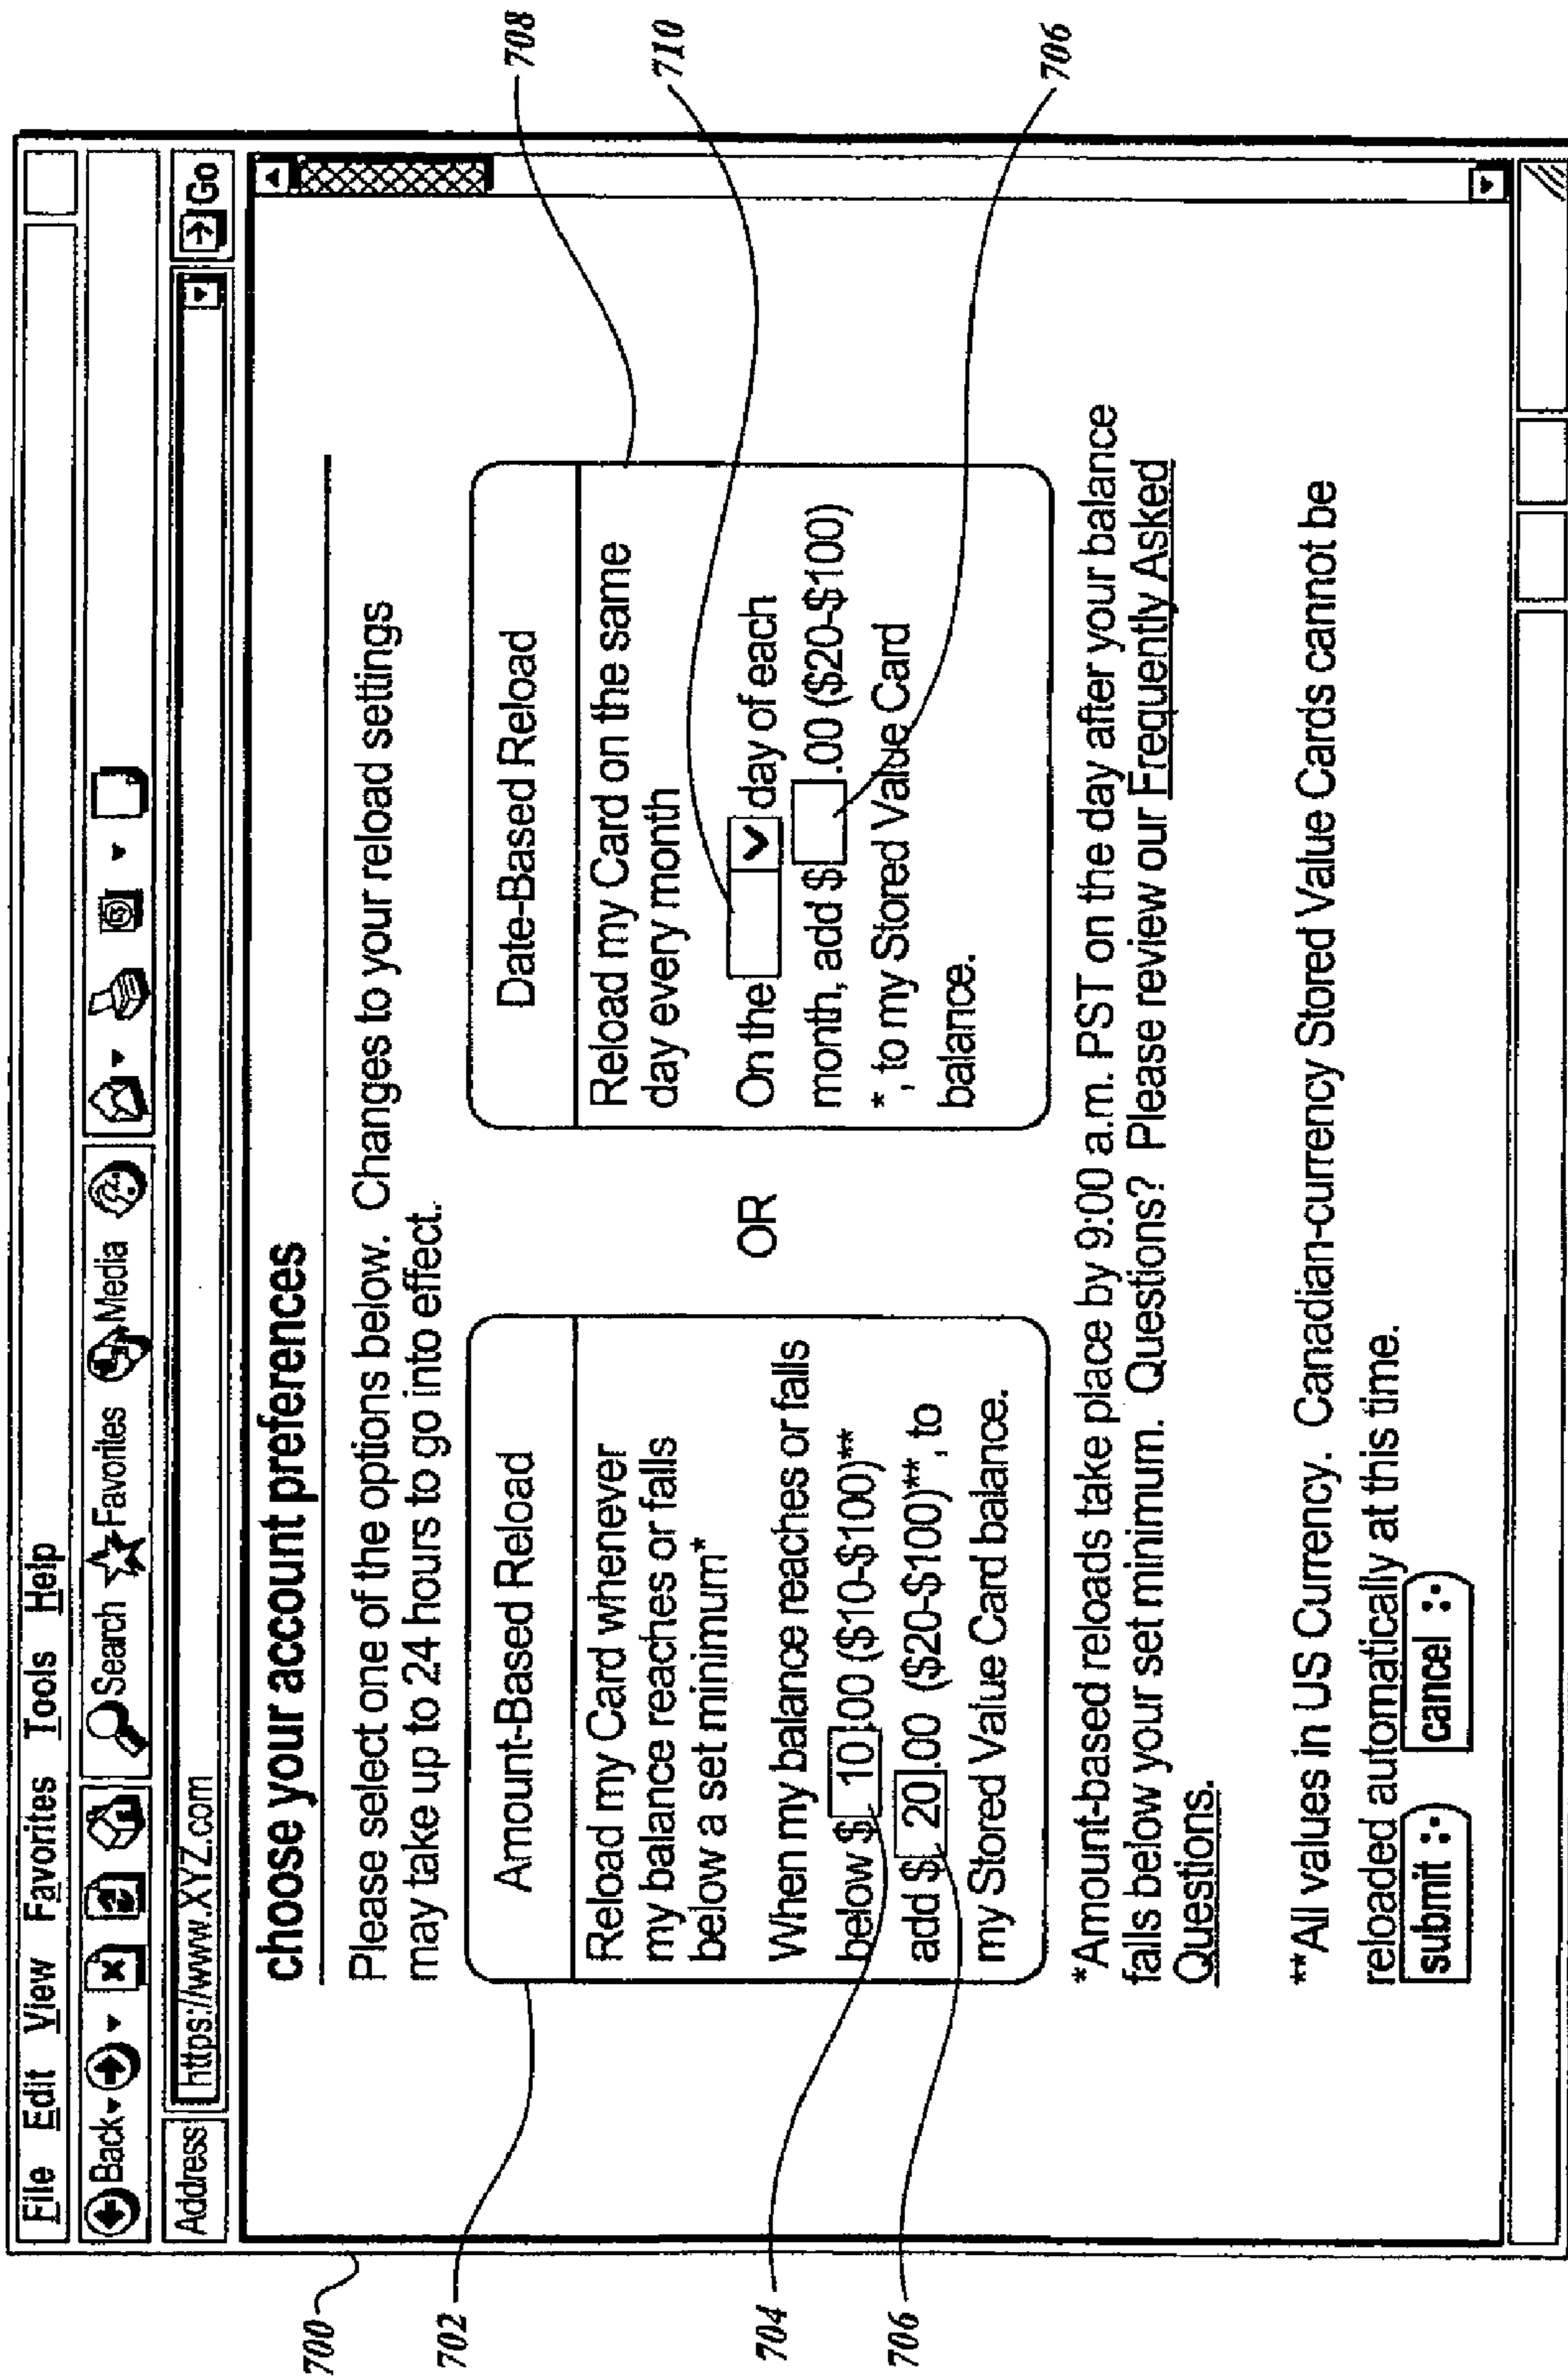 File Edit View Favorites Tools Help
Back Search Favorites Media
Address https://www.XYZ.com Go
choose your account preferences
Please select one of the options below. Changes to your reload settings
may take up to 24 hours to go into effect.
Amount-Based Reload
Reload my Card whenever
my balance reaches or falls
below a set minimum*
When my balance reaches or falls
below $ 10 .00 ($10-$100)**
add $ 20 .00 ($20-$100)**, to
my Stored Value Card balance.
OR
Date-Based Reload
Reload my Card on the same
day every month
On the day of each
month, add $ .00 ($20-$100)
*, to my Stored Value Card
balance.
*Amount-based reloads take place by 9:00 a.m. PST on the day after your balance
falls below your set minimum. Questions? Please review our Frequently Asked
Questions.
**All values in US Currency. Canadian-currency Stored Value Cards cannot be
reloaded automatically at this time.
submit :· cancel :·
700
702
704
706
708
710
706